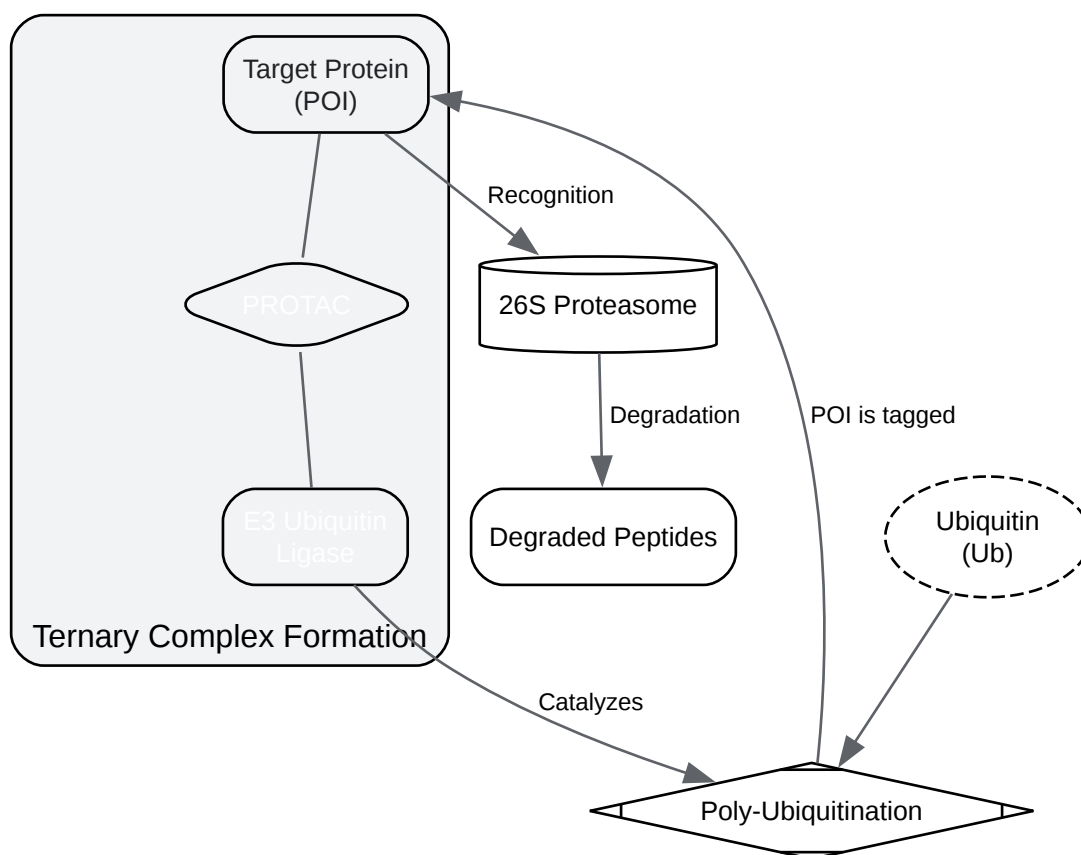 Target Protein
(POI)
Recognition
PROTAC
26S Proteasome
Degradation
POI is tagged
E3 Ubiquitin
Ligase
Degraded Peptides
Ubiquitin
(Ub)
Ternary Complex Formation
Catalyzes
Poly-Ubiquitination